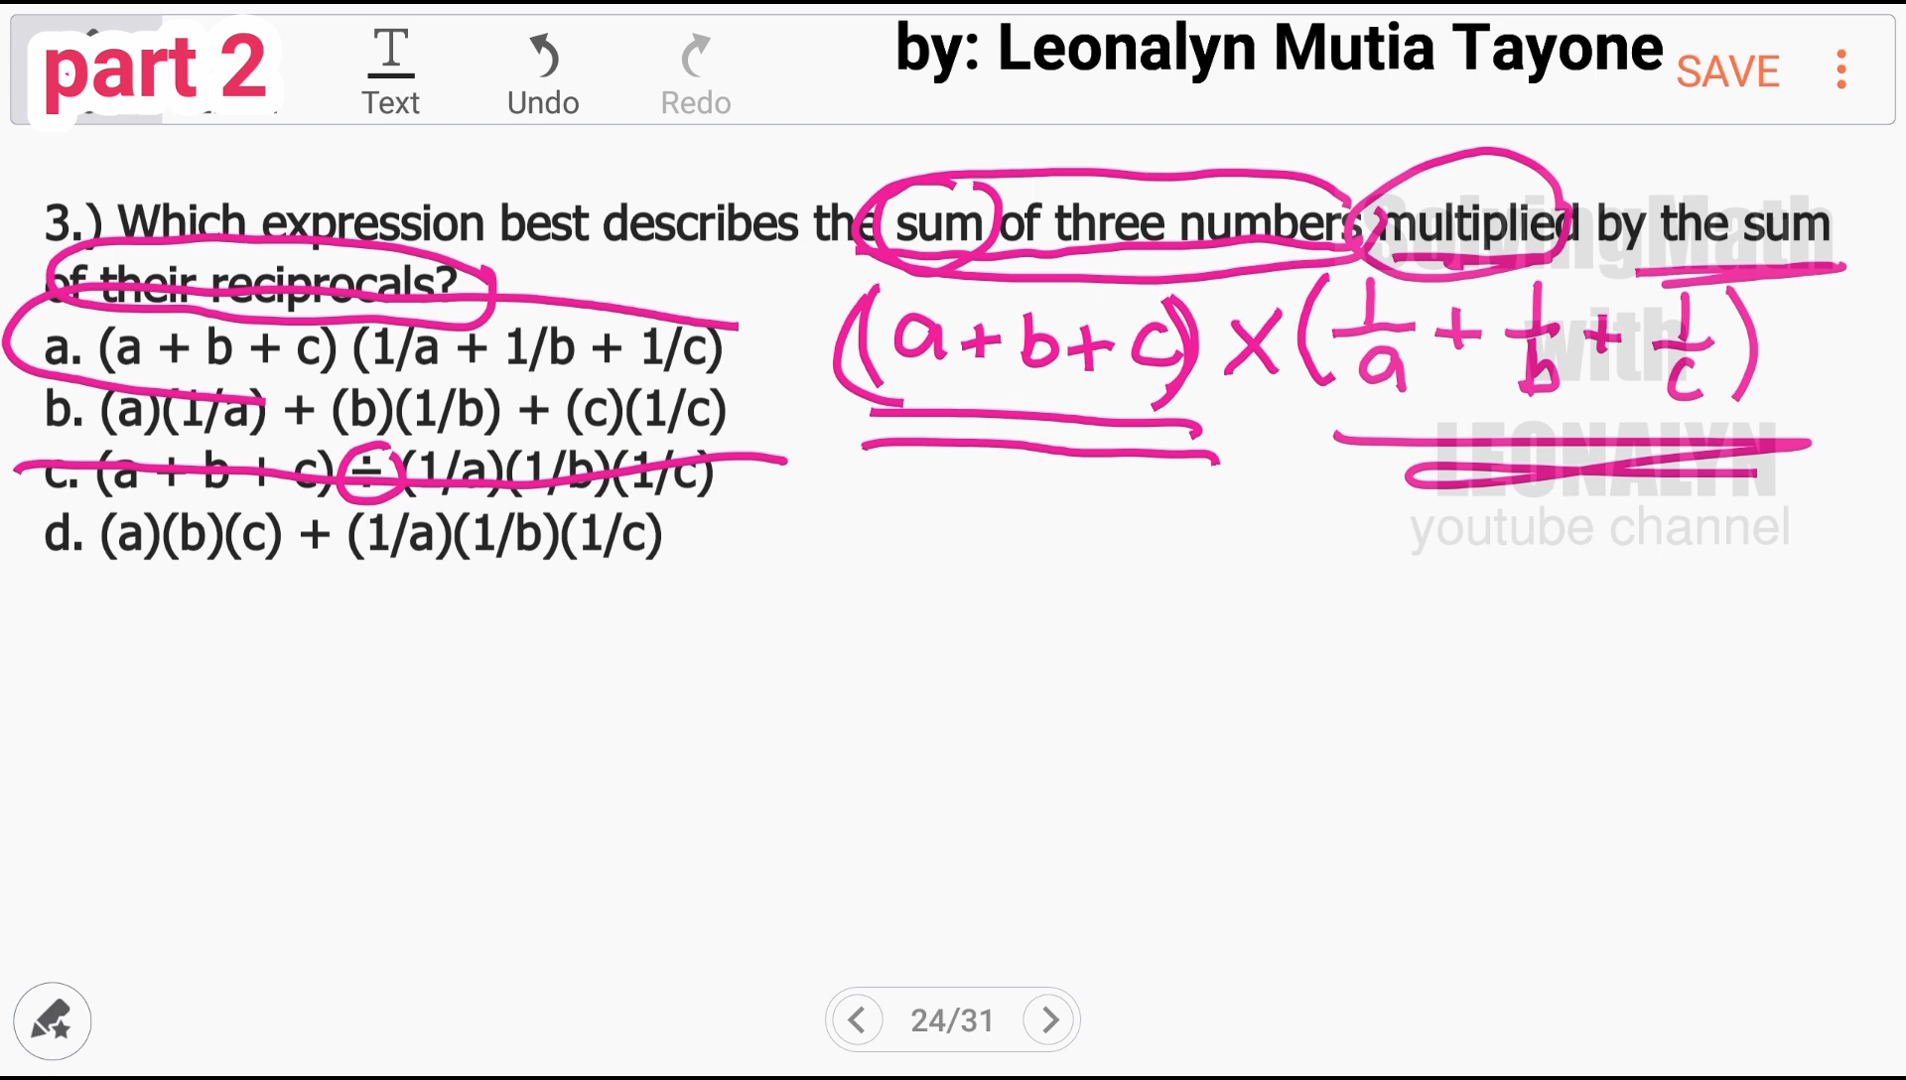 part 2
by: Leonalyn Mutia Tayone
Text
Undo
Redo
SAVE
3.) Which expression best describes the sum of three numbers multiplied by the sum
of their reciprocals?
a. (a + b + c) (1/a + 1/b + 1/c)
b. (a)(1/a) + (b)(1/b) + (c)(1/c)
c. (a + b + c) ÷ (1/a)(1/b)(1/c)
d. (a)(b)(c) + (1/a)(1/b)(1/c)
(a+b+c) × (1/a + 1/b + 1/c)
SolvingMath
with
LEONALYN
youtube channel
24/31